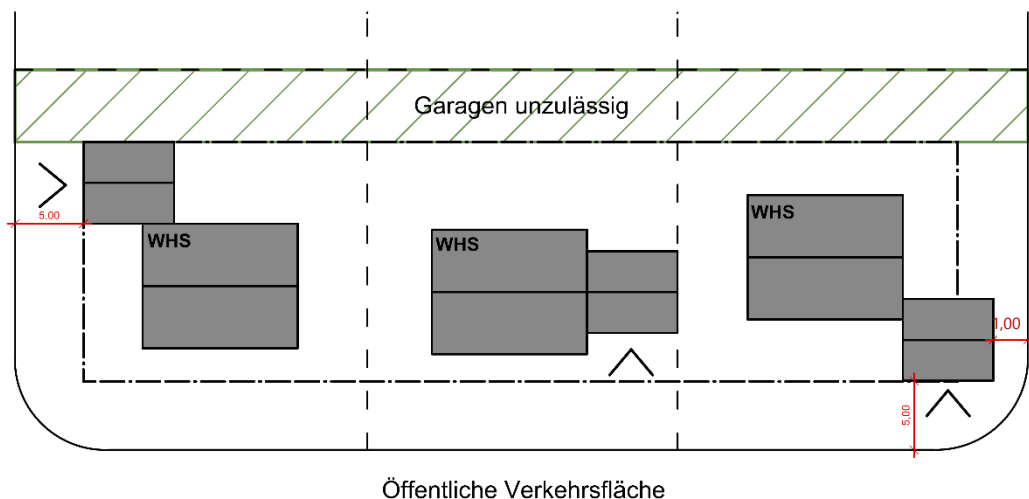 Garagen unzulässig
5.00
WHS
WHS
WHS
1,00
5,00
Öffentliche Verkehrsfläche